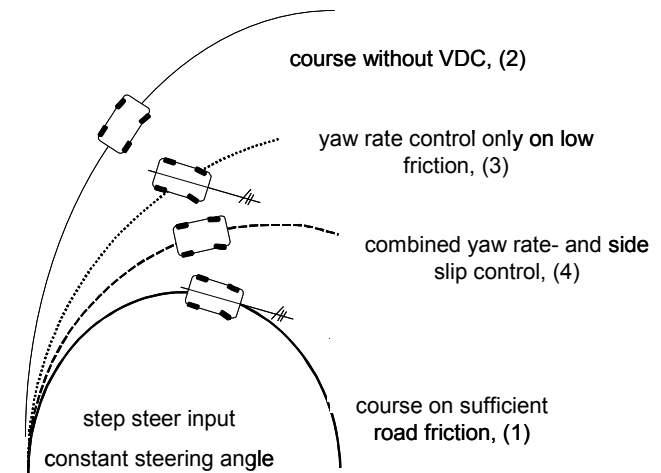 course without VDC, (2)
yaw rate control only on low
friction, (3)
combined yaw rate- and side
slip control, (4)
course on sufficient
road friction, (1)
step steer input
constant steering angle